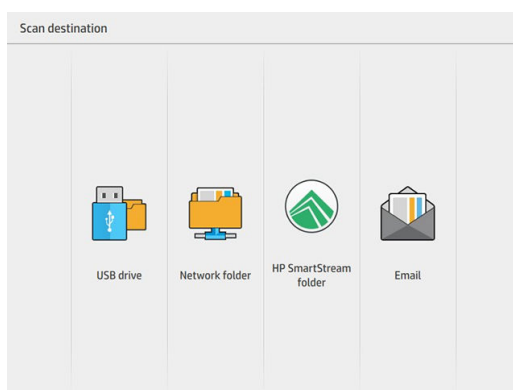 Scan destination
USB drive
Network folder
HP SmartStream
folder
Email